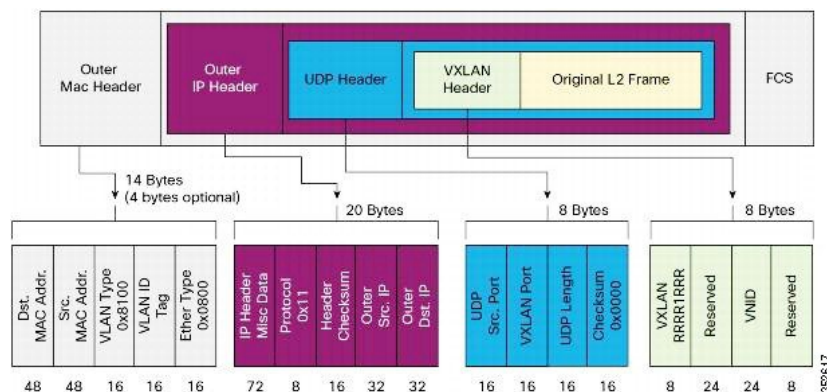 Outer
Mac Header
Outer
IP Header
UDP Header
VXLAN
Header
Original L2 Frame
FCS
14 Bytes
(4 bytes optional)
20 Bytes
8 Bytes
8 Bytes
Dst.
MAC Addr.
Src.
MAC Addr.
VLAN Type
0x8100
VLAN ID
Tag
Ether Type
0x0800
IP Header
Misc Data
Protocol
0x11
Header
Checksum
Outer
Src. IP
Outer
Dst. IP
UDP
Src. Port
VXLAN Port
UDP Length
Checksum
0x0000
VXLAN
RRRR1RRR
Reserved
VNID
Reserved
48 48 16 16 16
72 8 16 32 32
16 16 16 16
8 24 24 8